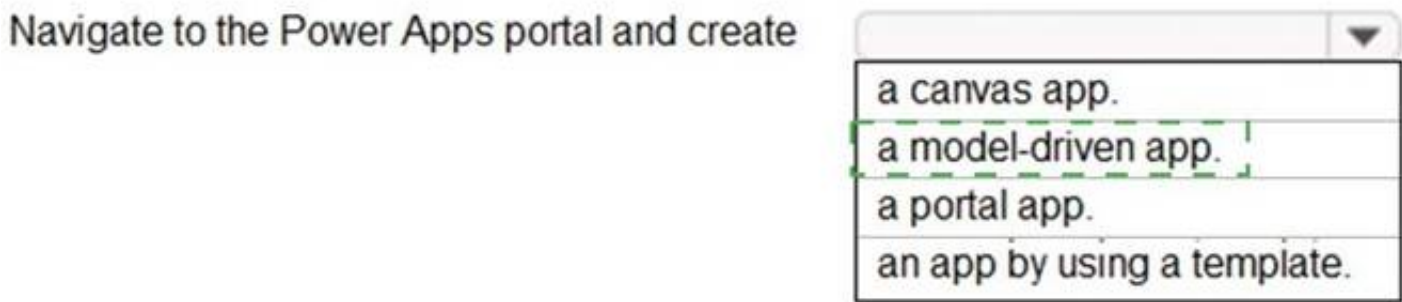 Navigate to the Power Apps portal and create
a canvas app.
a model-driven app.
a portal app.
an app by using a template.